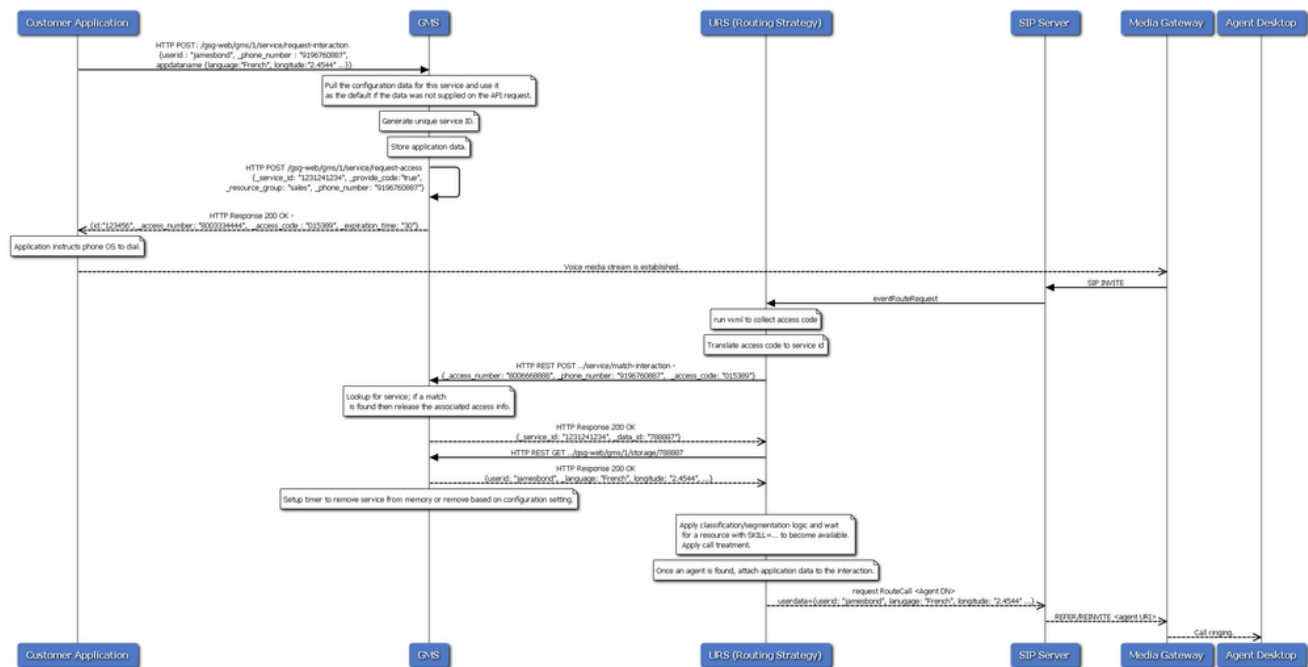 Customer Application
GMS
URS (Routing Strategy)
SIP Server
Media Gateway
Agent Desktop
HTTP POST: /gsg-web/gms/1/service/request-interaction
{userid : "jamesbond", _phone_number : "9196760887",
appdataname {language:"French", longitude:"2.4544" ...}}
Pull the configuration data for this service and use it
as the default if the data was not supplied on the API request.
Generate unique service ID.
Store application data.
HTTP POST /gsg-web/gms/1/service/request-access
{_service_id: "1231241234", _provide_code:"true",
_resource_group: "sales", _phone_number: "9196760887"}
HTTP Response 200 OK -
{id:"123456", _access_number: "8003334444", _access_code : "015389", _expiration_time: "30"}
Application instructs phone OS to dial.
Voice media stream is established.
SIP INVITE
eventRouteRequest
run vxml to collect access code
Translate access code to service id
HTTP REST POST .../service/match-interaction -
{_access_number: "8006668888", _phone_number: "9196760887", _access_code: "015389"}
Lookup for service; if a match
is found then release the associated access info.
HTTP Response 200 OK
{_service_id: "1231241234", _data_id: "788887"}
HTTP REST GET .../gsg-web/gms/1/storage/788887
HTTP Response 200 OK
{userid: "jamesbond", _language: "French", longitude: "2.4544", ...}
Setup timer to remove service from memory or remove based on configuration setting.
Apply classification/segmentation logic and wait
for a resource with SKILL=... to become available.
Apply call treatment.
Once an agent is found, attach application data to the interaction.
request RouteCall <Agent DN>
userdata={userid: "jamesbond", lanugage: "French", longitude: "2.4544" ...}
REFER/REINVITE <agent URI>
Call ringing.
Customer Application
GMS
URS (Routing Strategy)
SIP Server
Media Gateway
Agent Desktop